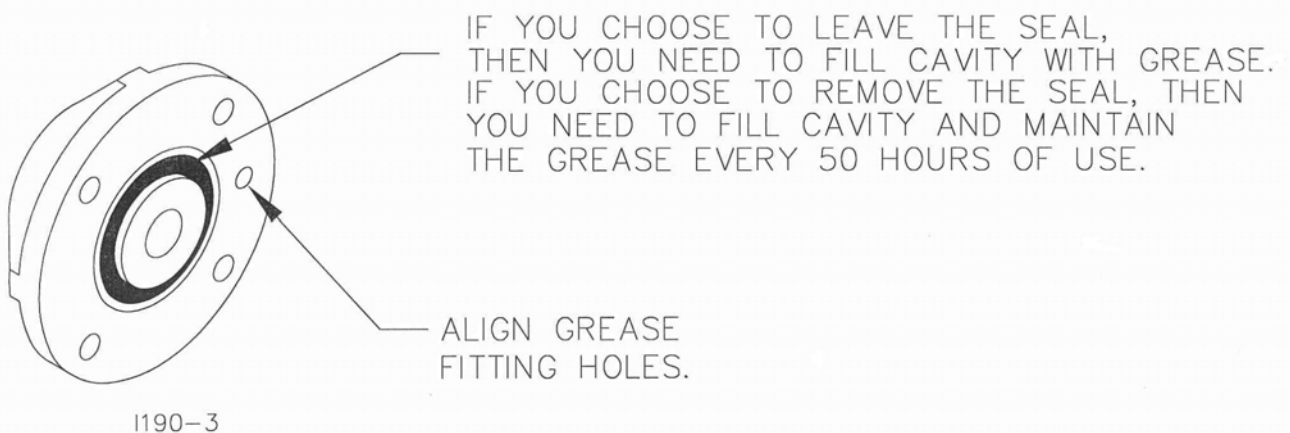 IF YOU CHOOSE TO LEAVE THE SEAL,
THEN YOU NEED TO FILL CAVITY WITH GREASE.
IF YOU CHOOSE TO REMOVE THE SEAL, THEN
YOU NEED TO FILL CAVITY AND MAINTAIN
THE GREASE EVERY 50 HOURS OF USE.
ALIGN GREASE
FITTING HOLES.
I190-3